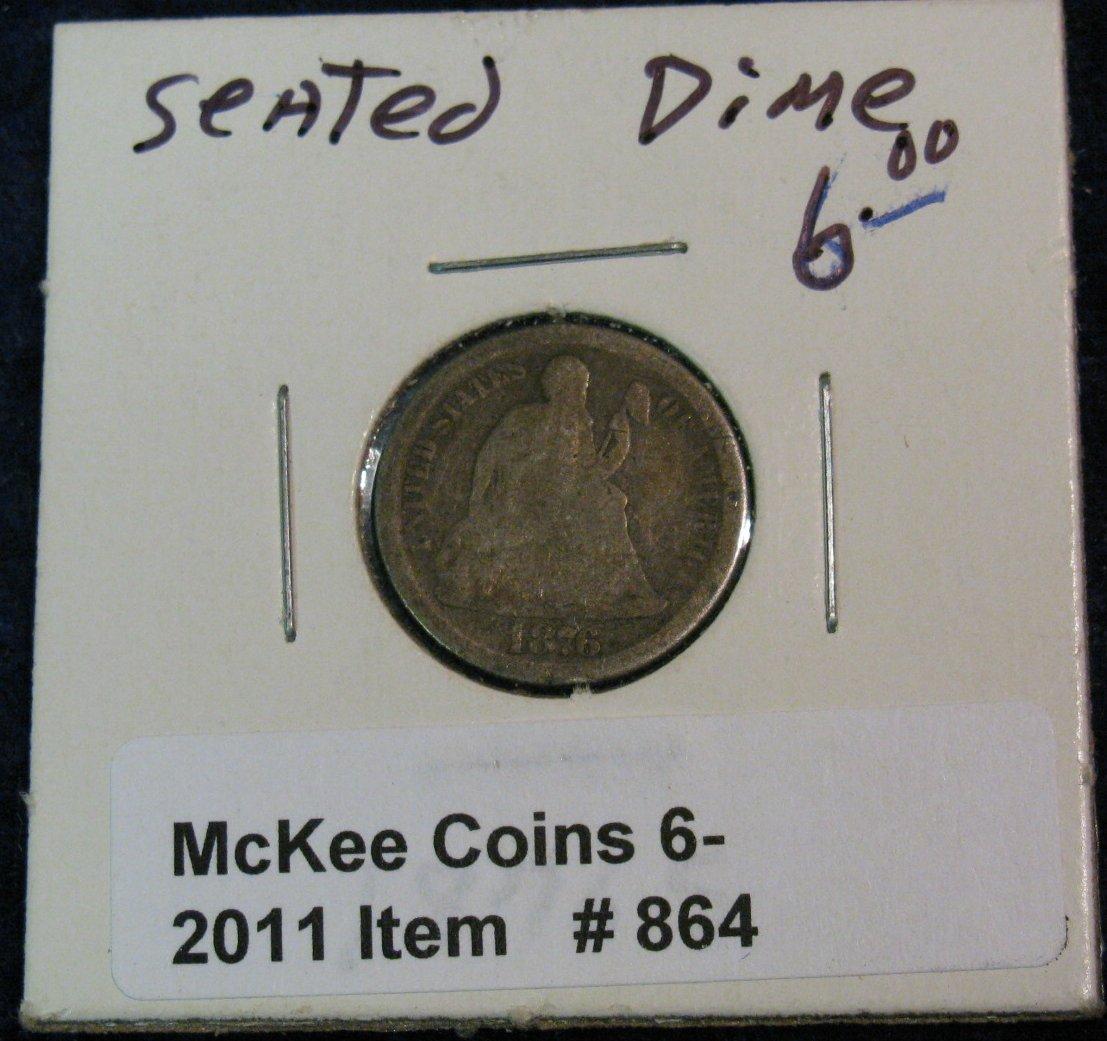 SeATed Dime
6.00
UNITED STATES OF AMERICA
1876
McKee Coins 6-
2011 Item # 864